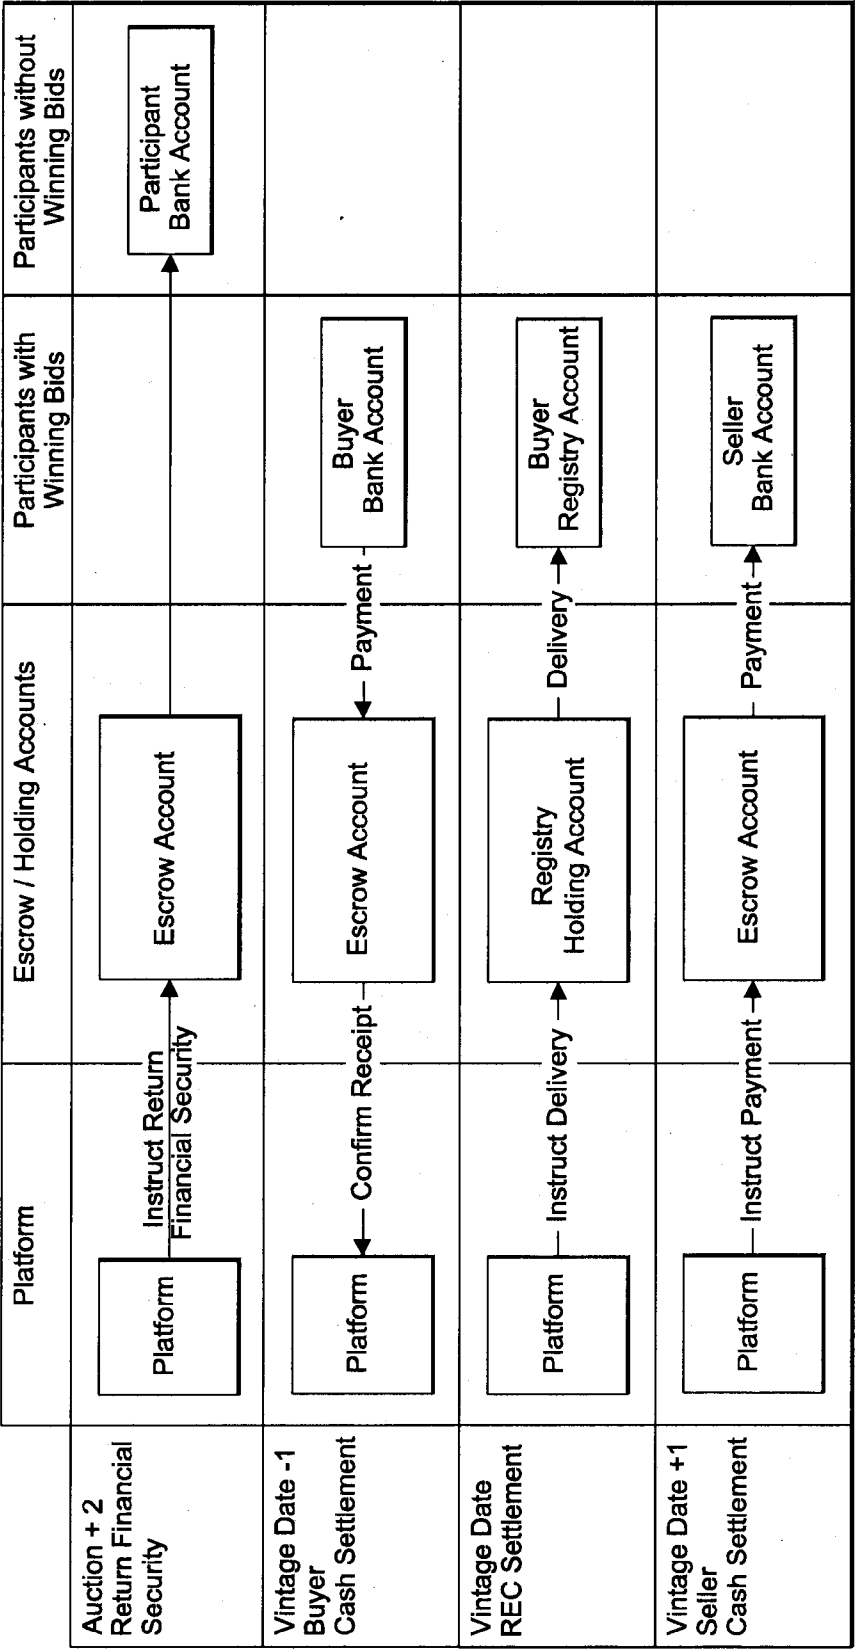 Platform
Escrow / Holding Accounts
Participants with
Winning Bids
Participants without
Winning Bids
Auction + 2
Return Financial
Security
Platform
Instruct Return
Financial Security
Escrow Account
Participant
Bank Account
Vintage Date -1
Buyer
Cash Settlement
Platform
Confirm Receipt
Escrow Account
Payment
Buyer
Bank Account
Vintage Date
REC Settlement
Platform
Instruct Delivery
Registry
Holding Account
Delivery
Buyer
Registry Account
Vintage Date +1
Seller
Cash Settlement
Platform
Instruct Payment
Escrow Account
Payment
Seller
Bank Account